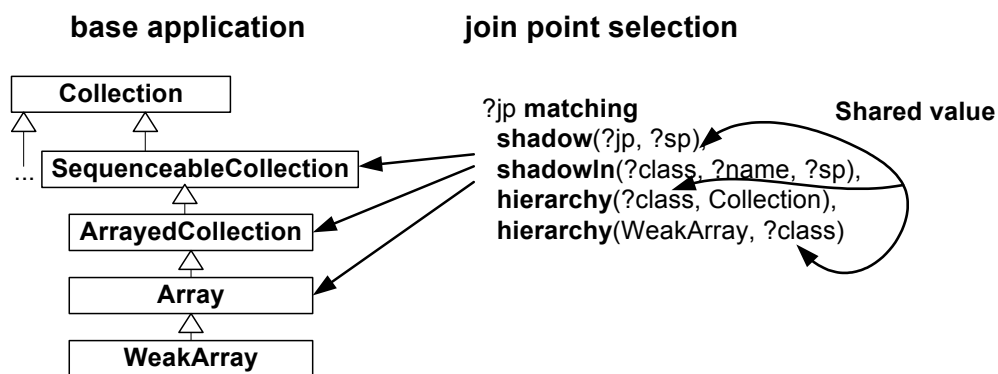 base application
join point selection
Collection
... SequenceableCollection
ArrayedCollection
Array
WeakArray
?jp matching
shadow(?jp, ?sp),
shadowIn(?class, ?name, ?sp),
hierarchy(?class, Collection),
hierarchy(WeakArray, ?class)
Shared value